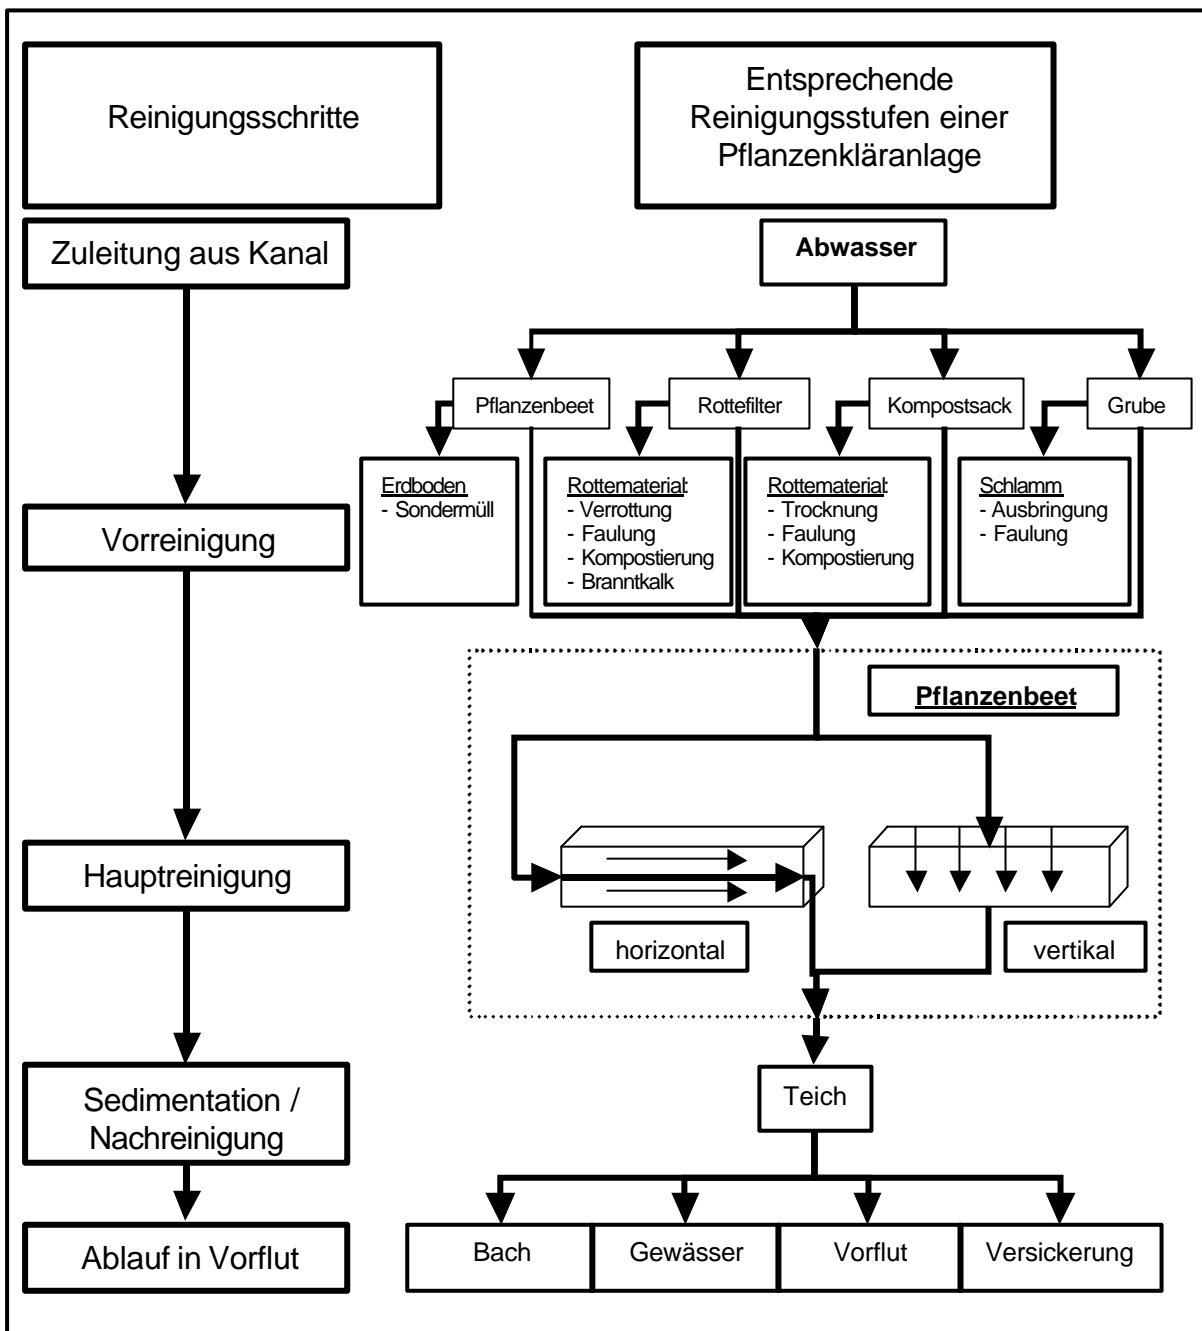 Reinigungsschritte
Entsprechende
Reinigungsstufen einer
Pflanzenkläranlage
Zuleitung aus Kanal
Abwasser
Pflanzenbeet
Rottefilter
Kompostsack
Grube
Erdboden
- Sondermüll
Rottematerial:
- Verrottung
- Faulung
- Kompostierung
- Branntkalk
Rottematerial:
- Trocknung
- Faulung
- Kompostierung
Schlamm
- Ausbringung
- Faulung
Vorreinigung
Pflanzenbeet
Hauptreinigung
horizontal
vertikal
Sedimentation /
Nachreinigung
Teich
Ablauf in Vorflut
Bach
Gewässer
Vorflut
Versickerung